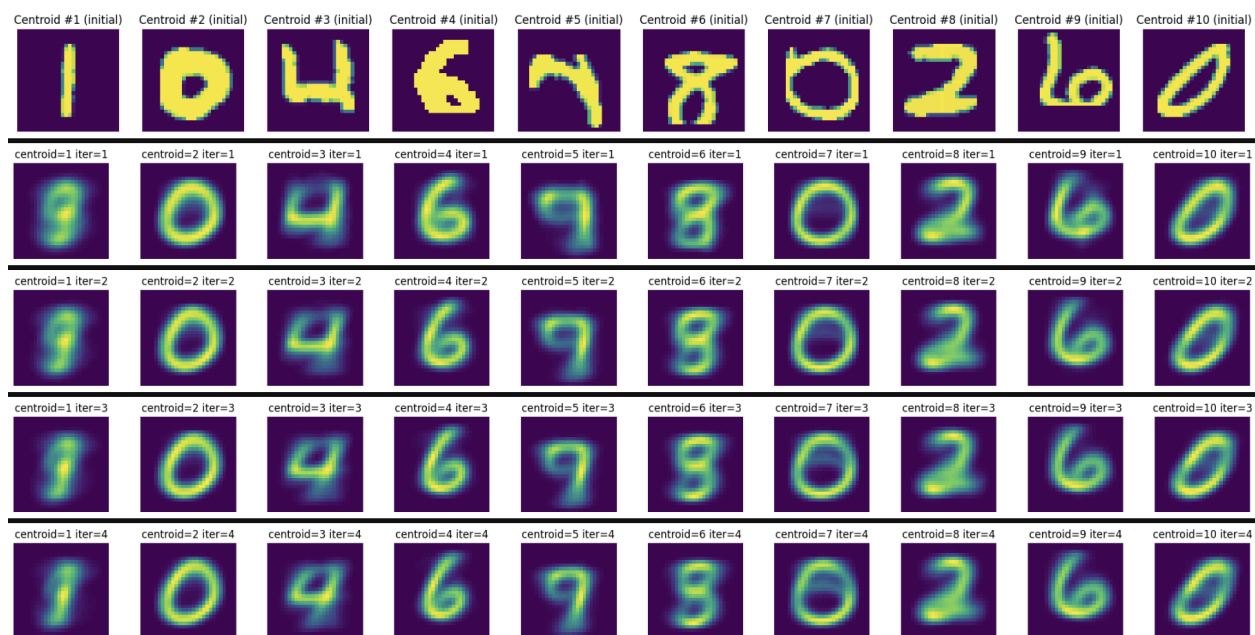 Centroid #1 (initial) Centroid #2 (initial) Centroid #3 (initial) Centroid #4 (initial) Centroid #5 (initial) Centroid #6 (initial) Centroid #7 (initial) Centroid #8 (initial) Centroid #9 (initial) Centroid #10 (initial)
1 0 4 6 7 8 0 2 6 0
centroid=1 iter=1 centroid=2 iter=1 centroid=3 iter=1 centroid=4 iter=1 centroid=5 iter=1 centroid=6 iter=1 centroid=7 iter=1 centroid=8 iter=1 centroid=9 iter=1 centroid=10 iter=1
centroid=1 iter=2 centroid=2 iter=2 centroid=3 iter=2 centroid=4 iter=2 centroid=5 iter=2 centroid=6 iter=2 centroid=7 iter=2 centroid=8 iter=2 centroid=9 iter=2 centroid=10 iter=2
centroid=1 iter=3 centroid=2 iter=3 centroid=3 iter=3 centroid=4 iter=3 centroid=5 iter=3 centroid=6 iter=3 centroid=7 iter=3 centroid=8 iter=3 centroid=9 iter=3 centroid=10 iter=3
centroid=1 iter=4 centroid=2 iter=4 centroid=3 iter=4 centroid=4 iter=4 centroid=5 iter=4 centroid=6 iter=4 centroid=7 iter=4 centroid=8 iter=4 centroid=9 iter=4 centroid=10 iter=4